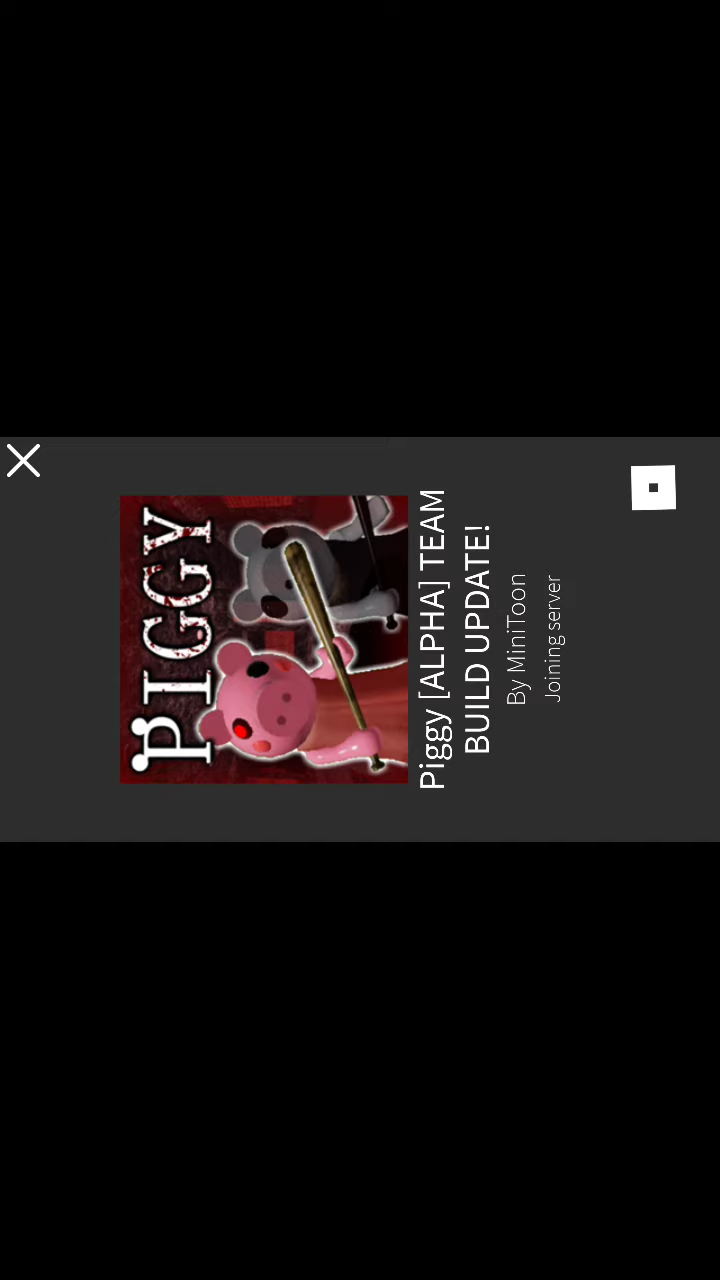 PIGGY
Piggy [ALPHA] TEAM
BUILD UPDATE!
By MiniToon
Joining server